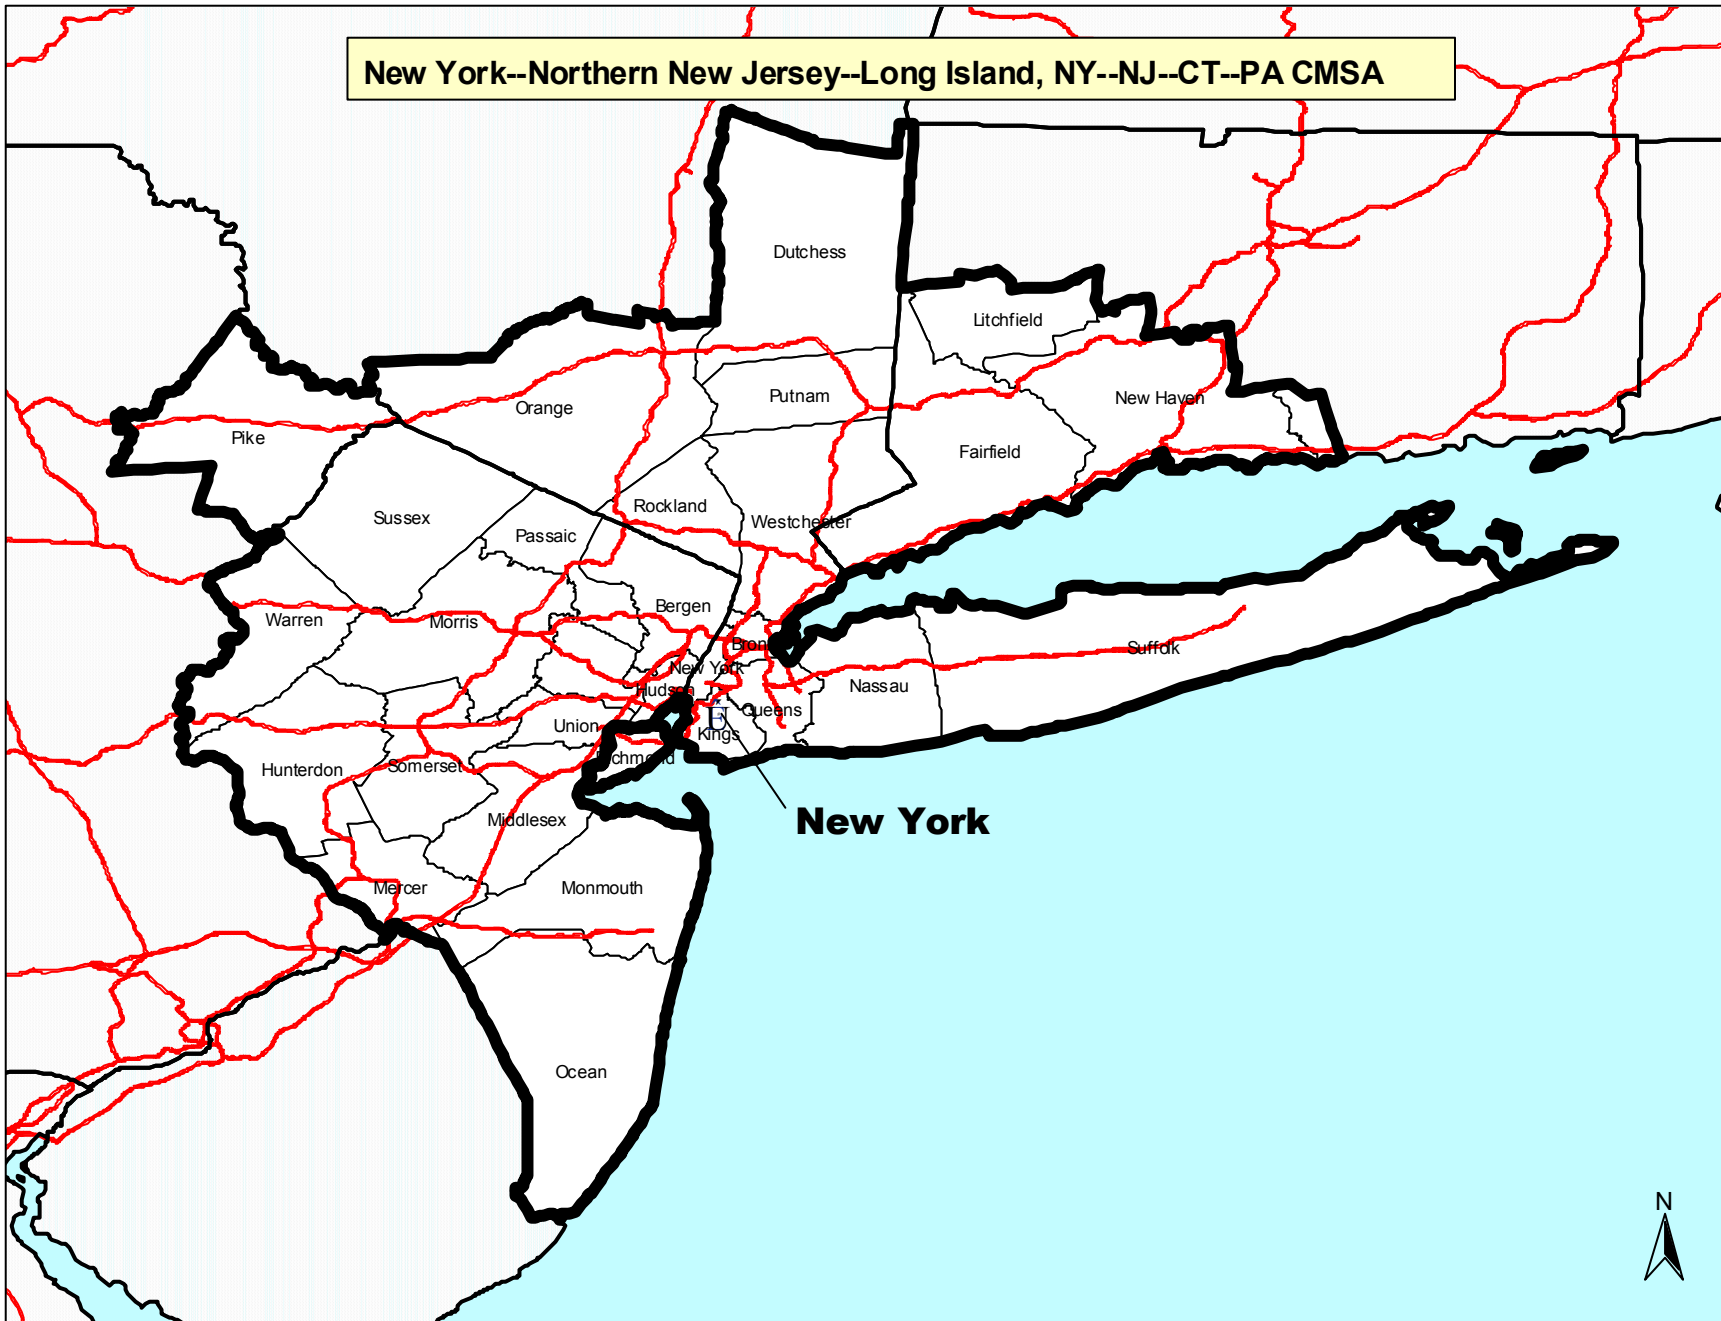 New York--Northern New Jersey--Long Island, NY--NJ--CT--PA CMSA
Dutchess
Litchfield
Putnam
New Haven
Orange
Pike
Fairfield
Rockland
Sussex
Westchester
Passaic
Bergen
Warren
Morris
Bron
Suffolk
New York
Nassau
Hudson
Queens
Union
Kings
chmond
Hunterdon
Somerset
Middlesex
New York
Mercer
Monmouth
Ocean
N